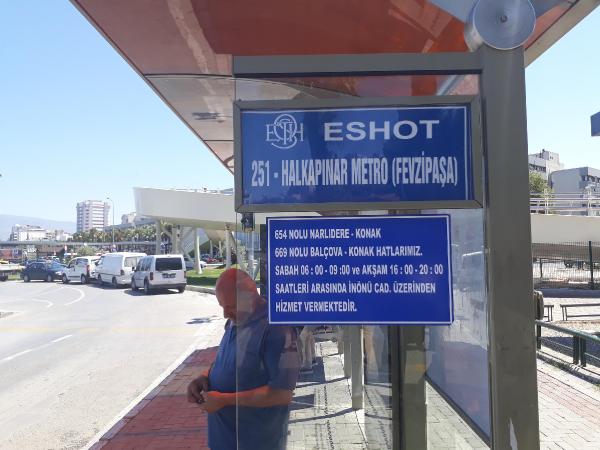 ESHOT
251 - HALKAPINAR METRO (FEVZİPAŞA)
654 NOLU NARLIDERE - KONAK
669 NOLU BALÇOVA - KONAK HATLARIMIZ.
SABAH 06 : 00 - 09 : 00 ve AKŞAM 16 : 00 - 20 : 00
SAATLERİ ARASINDA İNÖNÜ CAD. ÜZERİNDEN
HİZMET VERMEKTEDİR.